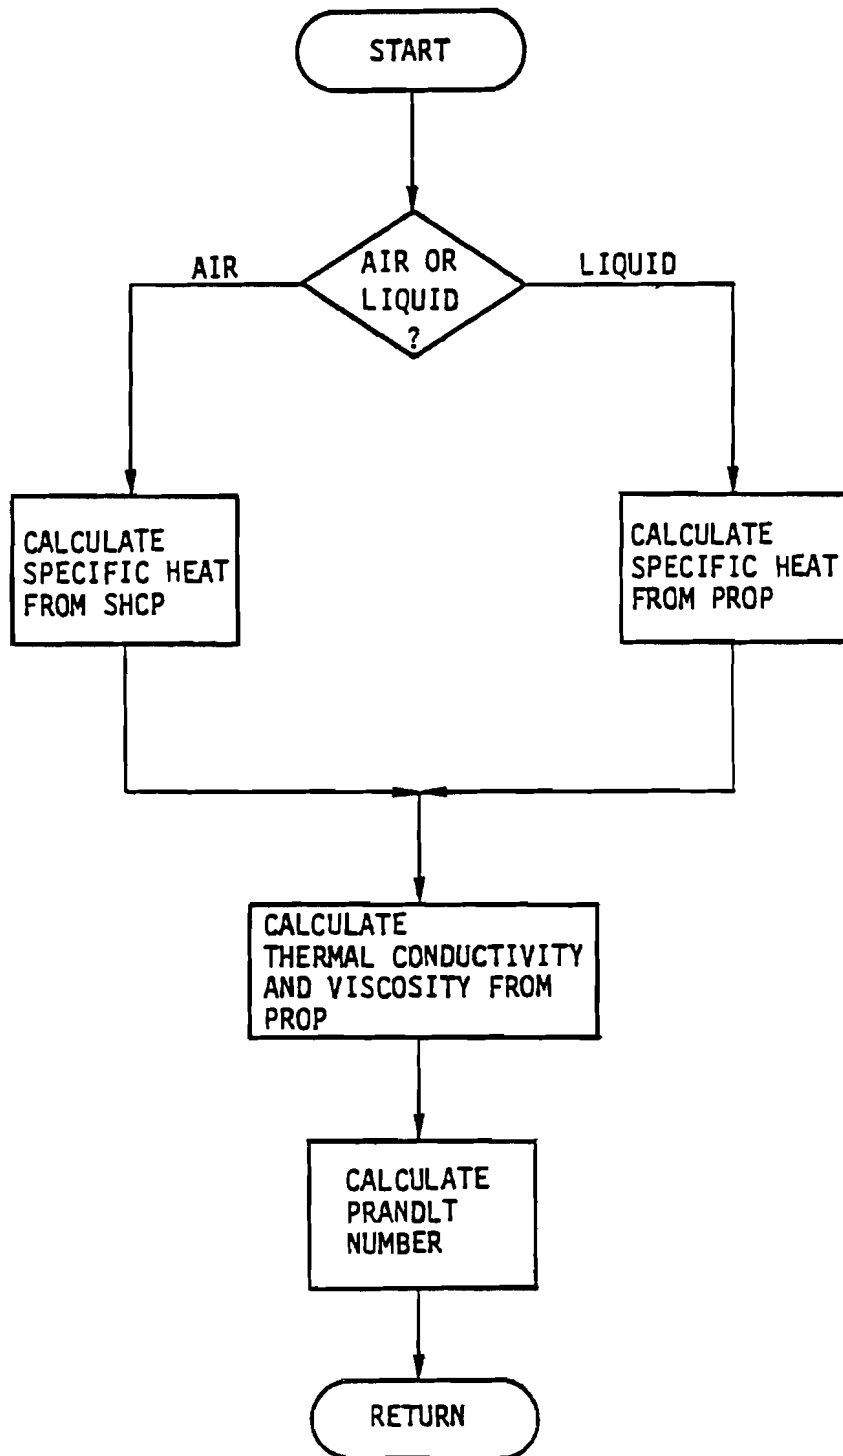 START
AIR
AIR OR
LIQUID
?
LIQUID
CALCULATE
SPECIFIC HEAT
FROM SHCP
CALCULATE
SPECIFIC HEAT
FROM PROP
CALCULATE
THERMAL CONDUCTIVITY
AND VISCOSITY FROM
PROP
CALCULATE
PRANDLT
NUMBER
RETURN